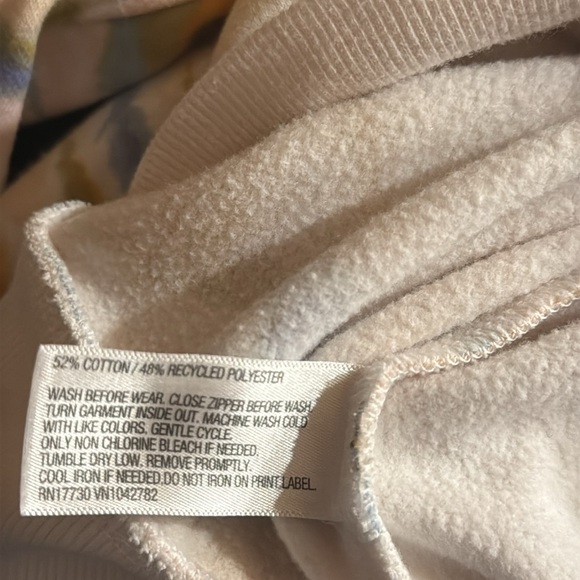 52% COTTON / 48% RECYCLED POLYESTER
WASH BEFORE WEAR. CLOSE ZIPPER BEFORE WASH
TURN GARMENT INSIDE OUT. MACHINE WASH COLD
WITH LIKE COLORS. GENTLE CYCLE.
ONLY NON CHLORINE BLEACH IF NEEDED.
TUMBLE DRY LOW. REMOVE PROMPTLY.
COOL IRON IF NEEDED.DO NOT IRON ON PRINT,LABEL.
RN17730 VN1042782